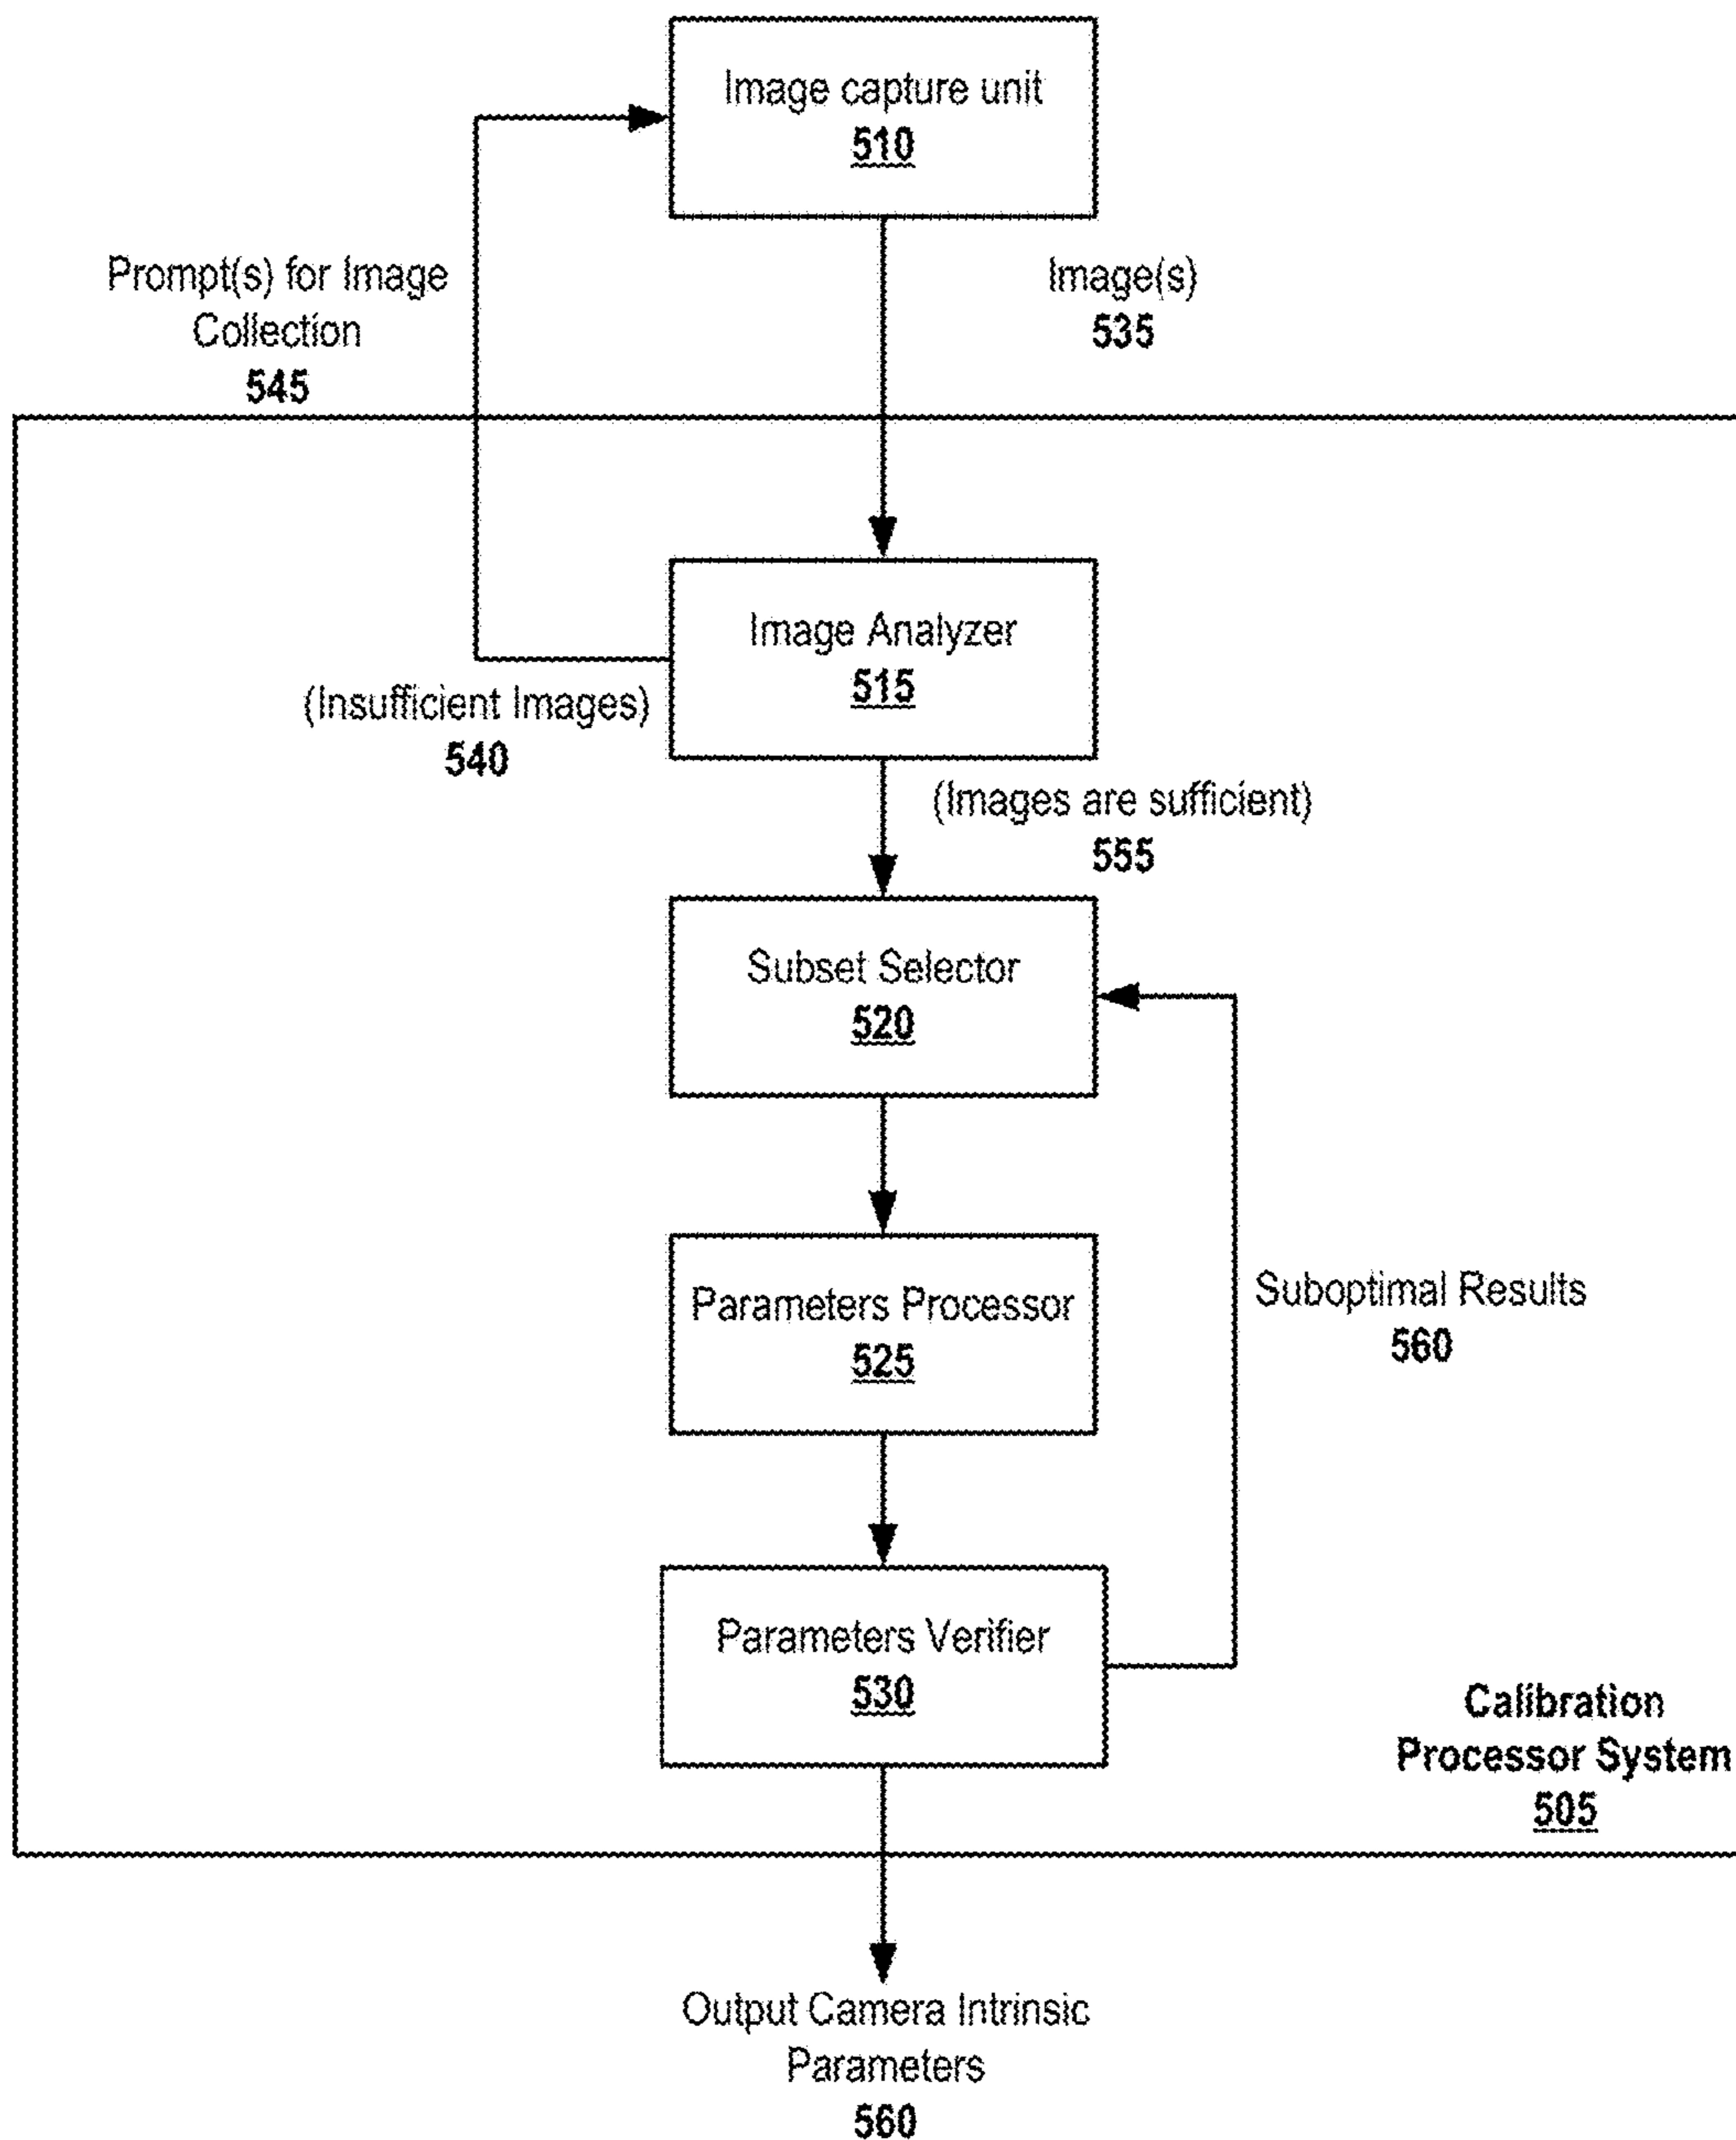 Image capture unit
510
Prompt(s) for Image
Collection
545
Image(s)
535
Image Analyzer
515
(Insufficient Images)
540
(Images are sufficient)
555
Subset Selector
520
Parameters Processor
525
Suboptimal Results
560
Parameters Verifier
530
Calibration
Processor System
505
Output Camera Intrinsic
Parameters
560